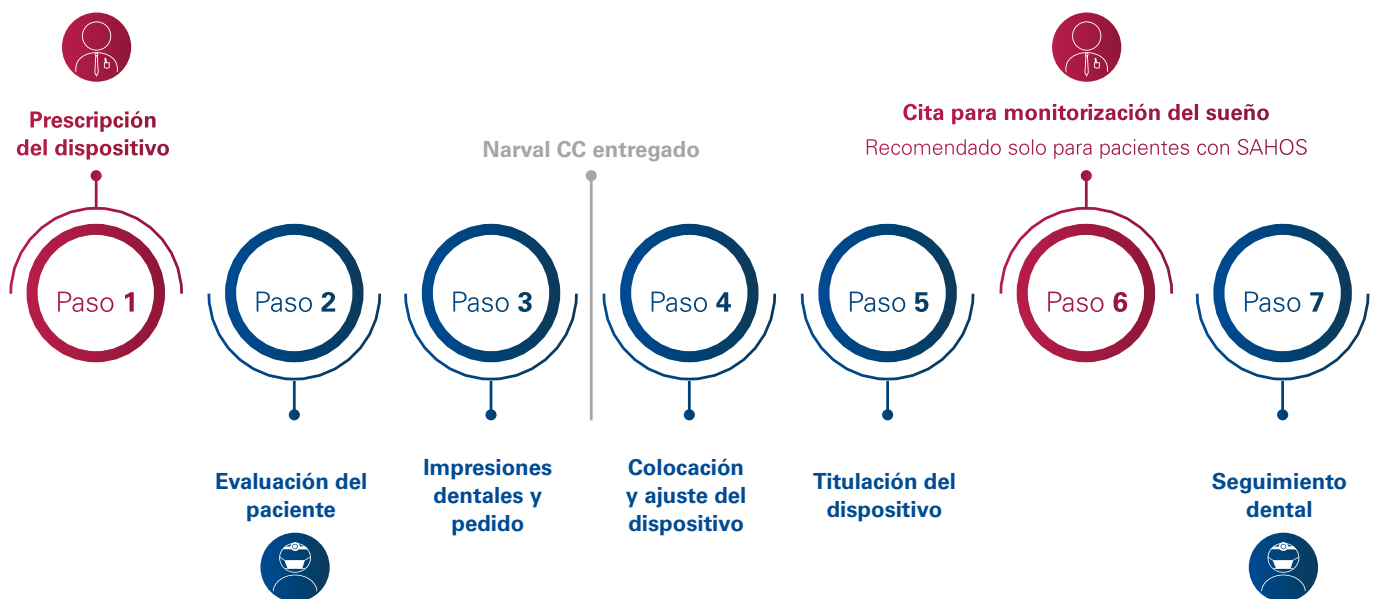 Prescripción
del dispositivo
Narval CC entregado
Cita para monitorización del sueño
Recomendado solo para pacientes con SAHOS
Paso 1
Paso 2
Paso 3
Paso 4
Paso 5
Paso 6
Paso 7
Evaluación del
paciente
Impresiones
dentales y
pedido
Colocación
y ajuste del
dispositivo
Titulación del
dispositivo
Seguimiento
dental